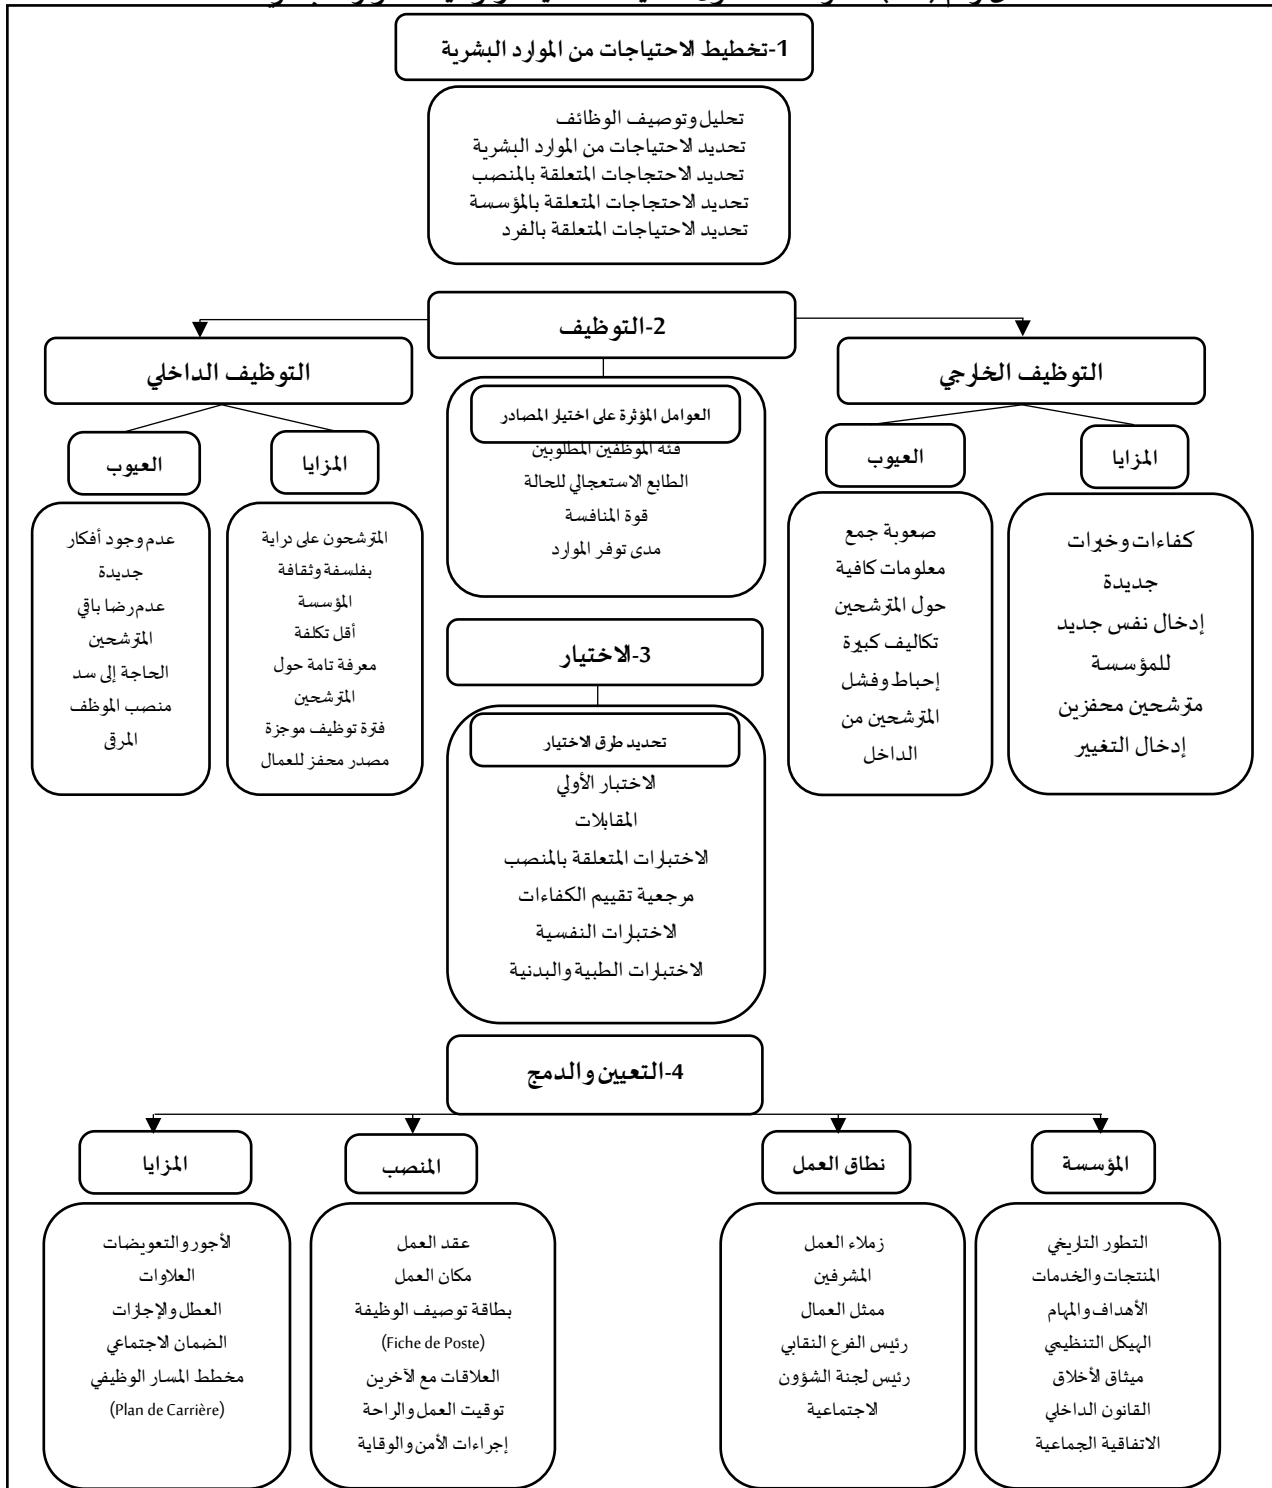 1-تخطيط الاحتياجات من الموارد البشرية
تحليل وتوصيف الوظائف
تحديد الاحتياجات من الموارد البشرية
تحديد الاحتجاجات المتعلقة بالمنصب
تحديد الاحتجاجات المتعلقة بالمؤسسة
تحديد الاحتياجات المتعلقة بالفرد
2-التوظيف
التوظيف الخارجي
المزايا
كفاءات وخبرات
جديدة
إدخال نفس جديد
للمؤسسة
مترشحين محفزين
إدخال التغيير
العيوب
صعوبة جمع
معلومات كافية
حول المترشحين
تكاليف كبيرة
إحباط وفشل
المترشحين من
الداخل
العوامل المؤثرة على اختيار المصادر
فئة الموظفين المطلوبين
الطابع الاستعجالي للحالة
قوة المنافسة
مدى توفر الموارد
التوظيف الداخلي
المزايا
المترشحون على دراية
بفلسفة وثقافة
المؤسسة
أقل تكلفة
معرفة تامة حول
المترشحين
فترة توظيف موجزة
مصدر محفز للعمال
العيوب
عدم وجود أفكار
جديدة
عدم رضا باقي
المترشحين
الحاجة إلى سد
منصب الموظف
المرقى
3-الاختيار
تحديد طرق الاختيار
الاختبار الأولي
المقابلات
الاختبارات المتعلقة بالمنصب
مرجعية تقييم الكفاءات
الاختبارات النفسية
الاختبارات الطبية والبدنية
4-التعيين والدمج
المؤسسة
التطور التاريخي
المنتجات والخدمات
الأهداف والمهام
الهيكل التنظيمي
ميثاق الأخلاق
القانون الداخلي
الاتفاقية الجماعية
نطاق العمل
زملاء العمل
المشرفين
ممثل العمال
رئيس الفرع النقابي
رئيس لجنة الشؤون
الاجتماعية
المنصب
عقد العمل
مكان العمل
بطاقة توصيف الوظيفة
(Fiche de Poste)
العلاقات مع الآخرين
توقيت العمل والراحة
إجراءات الأمن والوقاية
المزايا
الأجور والتعويضات
العلاوات
العطل والإجازات
الضمان الاجتماعي
مخطط المسار الوظيفي
(Plan de Carrière)